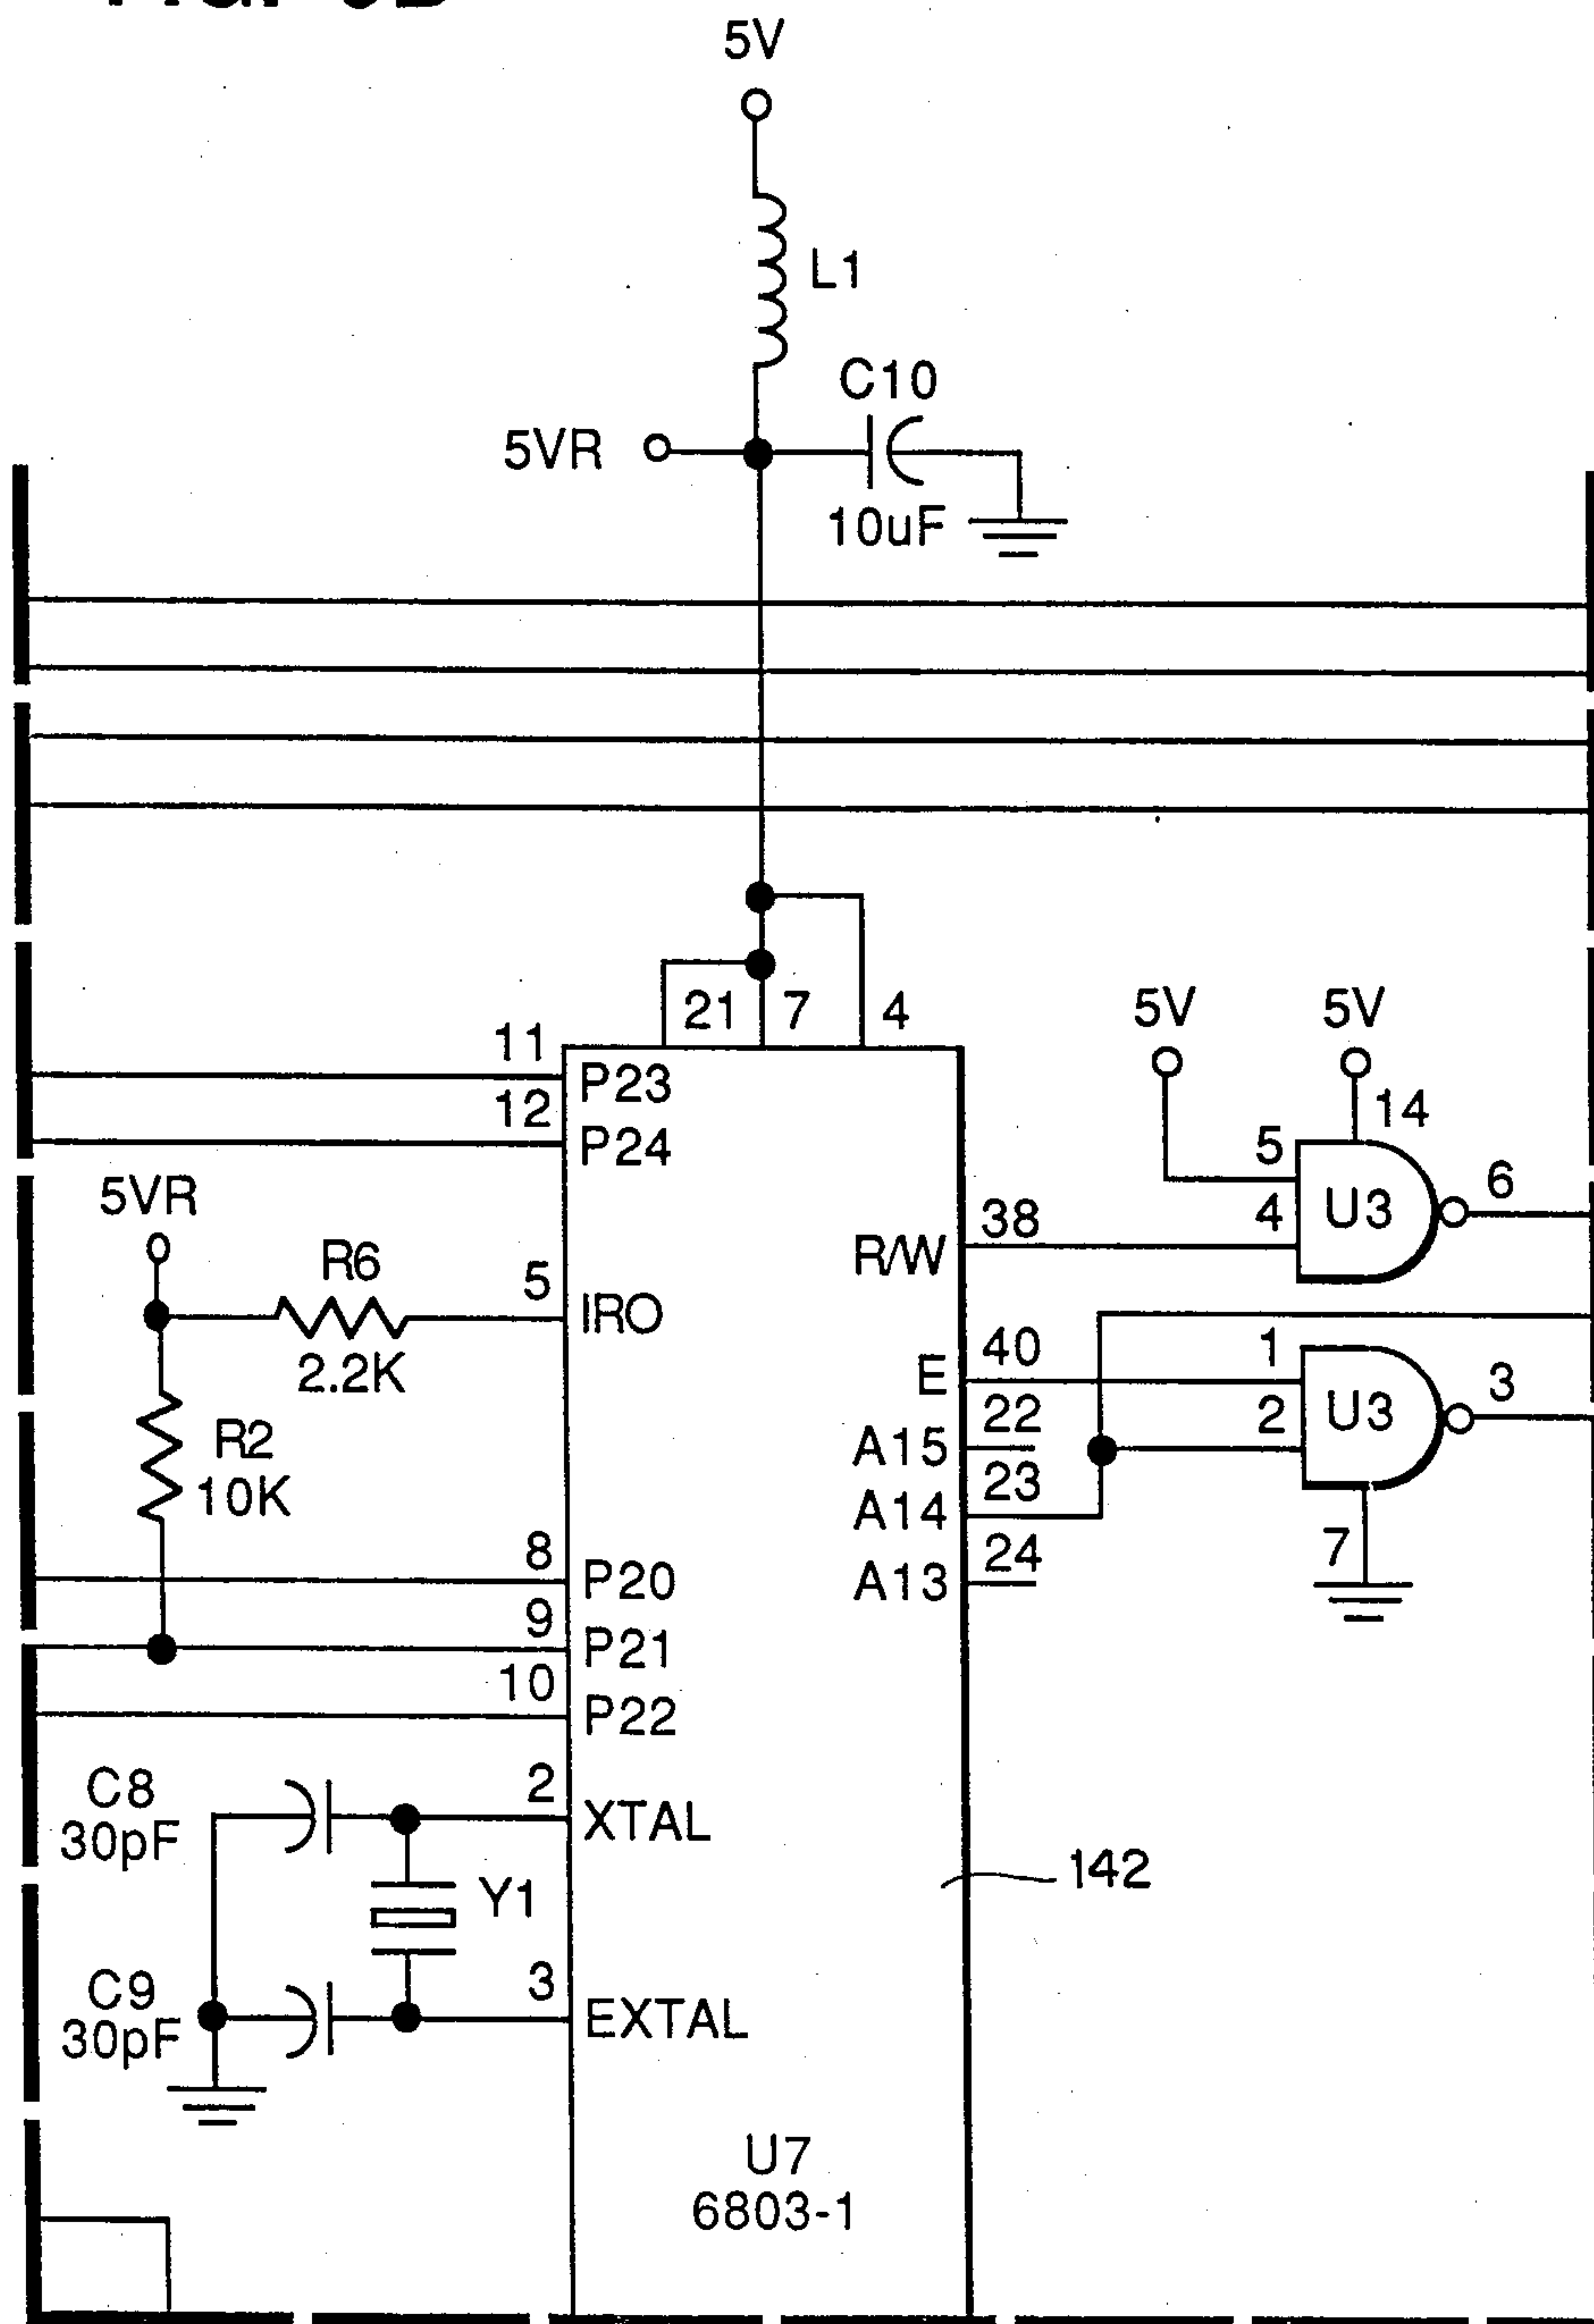 5V
L1
C10
5VR
10uF
21 7 4
5V 5V
11
P23
14
12
P24
5
5VR
6
U3
4
38
R/W
R6
5
IRO
2.2K
40
1
E
3
22
2
U3
R2
A15
10K
23
A14
8
24
7
P20
A13
9
P21
10
P22
C8
2
30pF
XTAL
142
Y1
C9
3
30pF
EXTAL
U7
6803-1